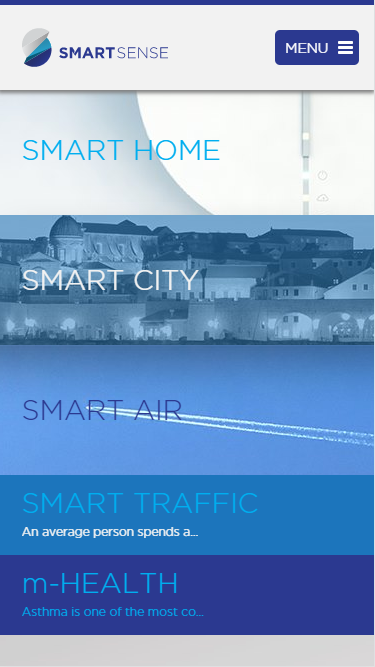 SMARTSENSE
MENU
SMART HOME
SMART CITY
SMART AIR
SMART TRAFFIC
An average person spends a...
m-HEALTH
Asthma is one of the most co...